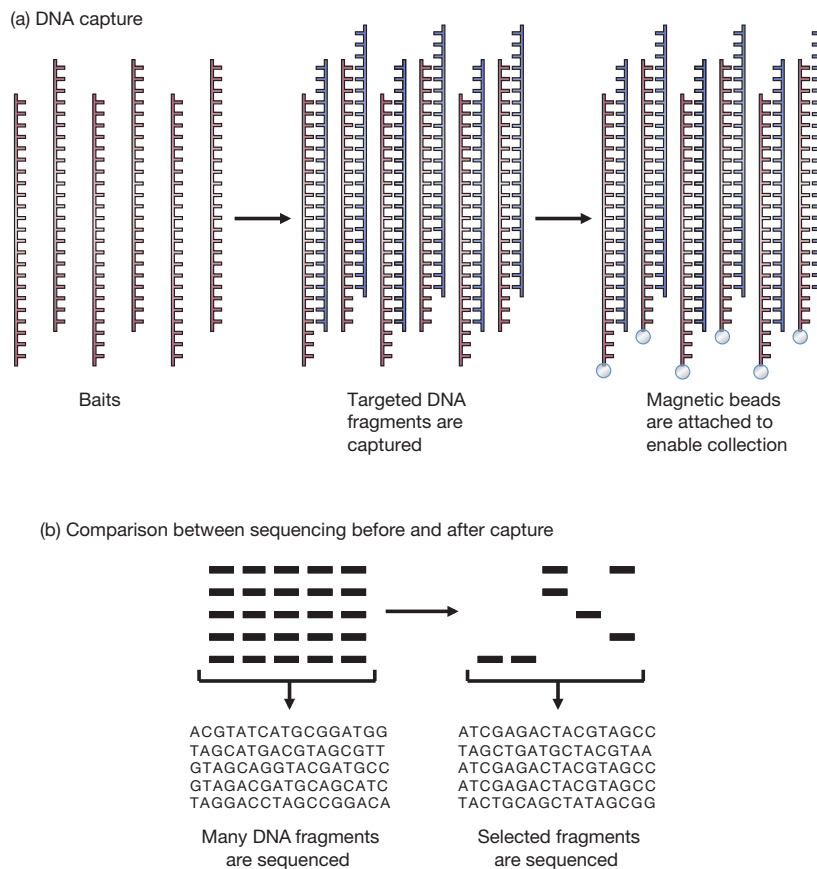 (a) DNA capture
Baits
Targeted DNA
fragments are
captured
Magnetic beads
are attached to
enable collection
(b) Comparison between sequencing before and after capture
ACGTATCATGCGGATGG
TAGCATGACGTAGCGTT
GTAGCAGGTACGATGCC
GTAGACGATGCAGCATC
TAGGACCTAGCCGGACA
Many DNA fragments
are sequenced
ATCGAGACTACGTAGCC
TAGCTGATGCTACGTAA
ATCGAGACTACGTAGCC
ATCGAGACTACGTAGCC
TACTGCAGCTATAGCGG
Selected fragments
are sequenced